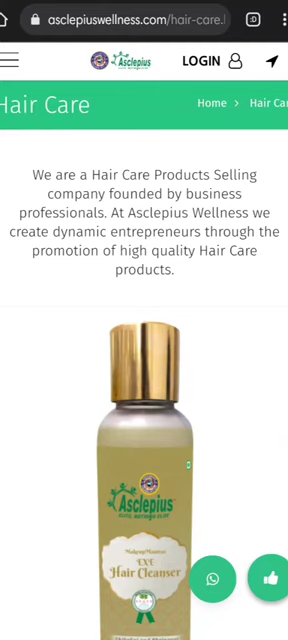 asclepiuswellness.com/hair-care.
:D
Asclepius
LOGIN
Hair Care
Home > Hair Car
We are a Hair Care Products Selling
company founded by business
professionals. At Asclepius Wellness we
create dynamic entrepreneurs through the
promotion of high quality Hair Care
products.
Asclepius
Hair Cleanser